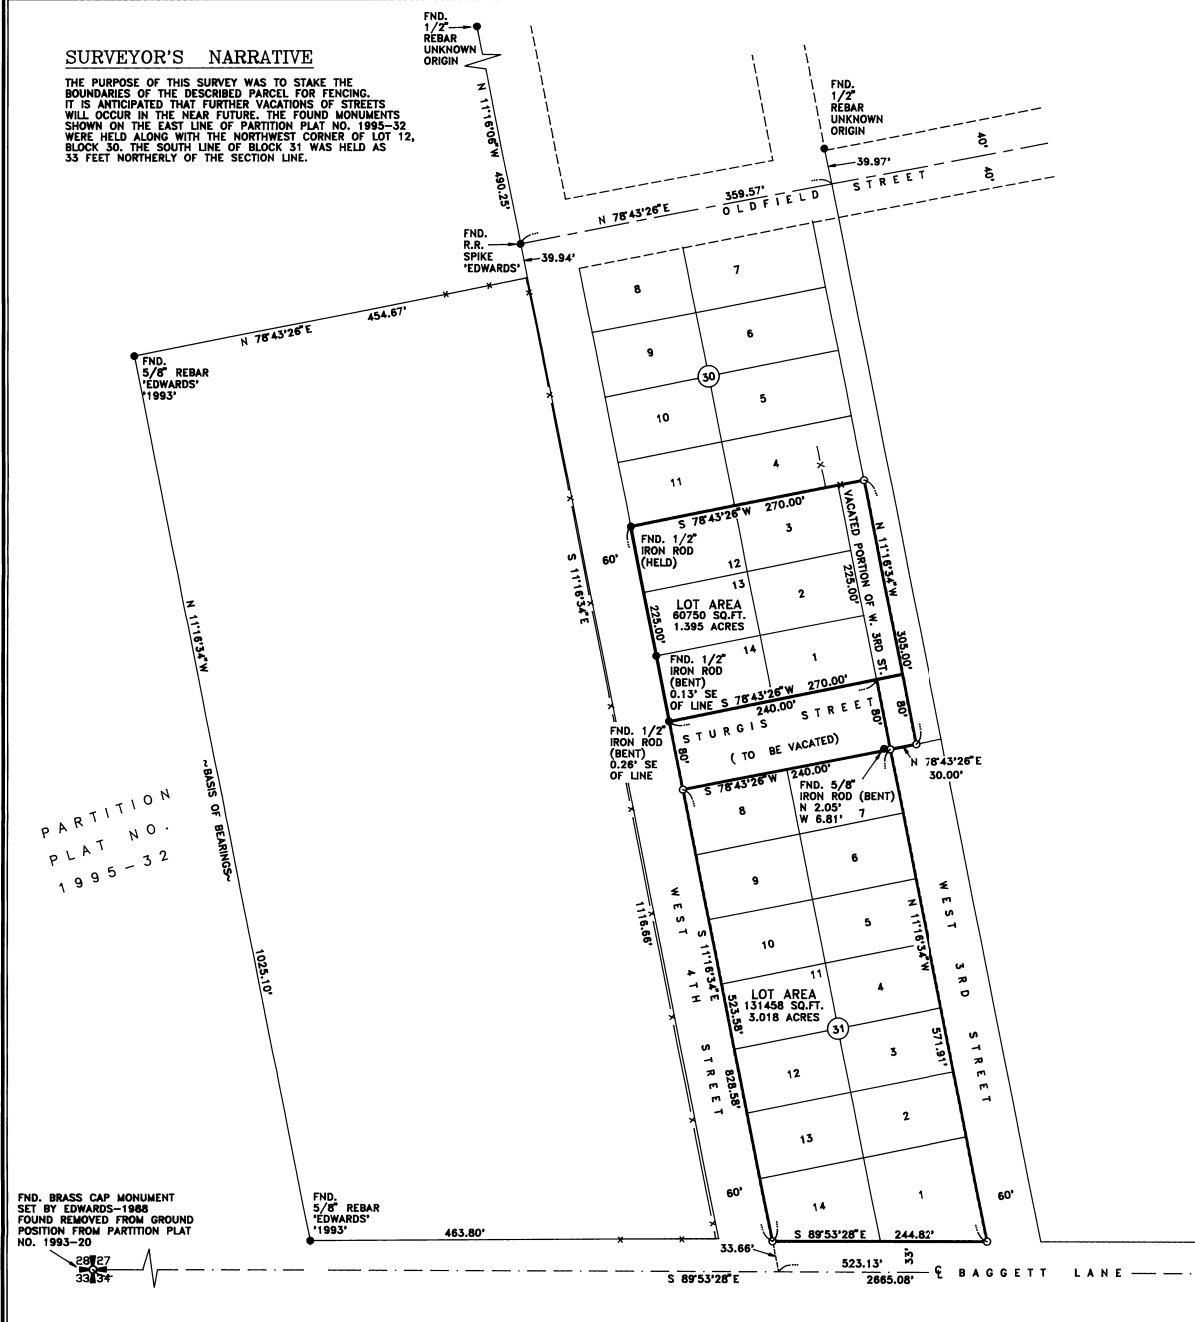 FND.
1/2"
REBAR
UNKNOWN
ORIGIN
SURVEYOR'S NARRATIVE
THE PURPOSE OF THIS SURVEY WAS TO STAKE THE
BOUNDARIES OF THE DESCRIBED PARCEL FOR FENCING.
IT IS ANTICIPATED THAT FURTHER VACATIONS OF STREETS
WILL OCCUR IN THE NEAR FUTURE. THE FOUND MONUMENTS
SHOWN ON THE EAST LINE OF PARTITION PLAT NO. 1995-32
WERE HELD ALONG WITH THE NORTHWEST CORNER OF LOT 12,
BLOCK 30. THE SOUTH LINE OF BLOCK 31 WAS HELD AS
33 FEET NORTHERLY OF THE SECTION LINE.
N 11°16'06"W 490.25'
FND.
1/2"
REBAR
UNKNOWN
ORIGIN
39.97'
40'
40'
N 78°43'26"E 359.57'
OLDFIELD STREET
FND.
R.R.
SPIKE
'EDWARDS'
39.94'
N 78°43'26"E 454.67'
FND.
5/8" REBAR
'EDWARDS'
'1993'
8
7
9
6
30
10
5
11
4
S 78°43'26"W 270.00'
FND. 1/2"
IRON ROD
(HELD)
60'
S 11°16'34"E
3
12
13
2
VACATED PORTION OF W. 3RD ST.
225.00'
N 11°16'34"W
305.00'
LOT AREA
60750 SQ.FT.
1.395 ACRES
225.00'
14
1
FND. 1/2"
IRON ROD
(BENT)
0.13' SE
OF LINE
S 78°43'26"W 270.00'
240.00'
STURGIS STREET
(TO BE VACATED)
80'
80'
80'
FND. 1/2"
IRON ROD
(BENT)
0.26' SE
OF LINE
S 78°43'26"W 240.00'
N 78°43'26"E
30.00'
FND. 5/8"
IRON ROD (BENT)
N 2.05'
W 6.81'
N 11°16'34"W
~BASIS OF BEARINGS~
1025.10'
PARTITION
PLAT NO.
1995-32
8
7
9
6
10
5
11
4
LOT AREA
131458 SQ.FT.
3.018 ACRES
31
12
3
13
2
14
1
1116.66'
WEST 4TH STREET
S 11°16'34"E
523.58'
828.58'
N 11°16'34"W
571.91'
WEST 3RD STREET
60'
60'
FND. BRASS CAP MONUMENT
SET BY EDWARDS-1988
FOUND REMOVED FROM GROUND
POSITION FROM PARTITION PLAT
NO. 1993-20
28 27
33 34
FND.
5/8" REBAR
'EDWARDS'
'1993'
463.80'
S 89°53'28"E 244.82'
33.66'
523.13'
33'
S 89°53'28"E 2665.08'
℄ BAGGETT LANE